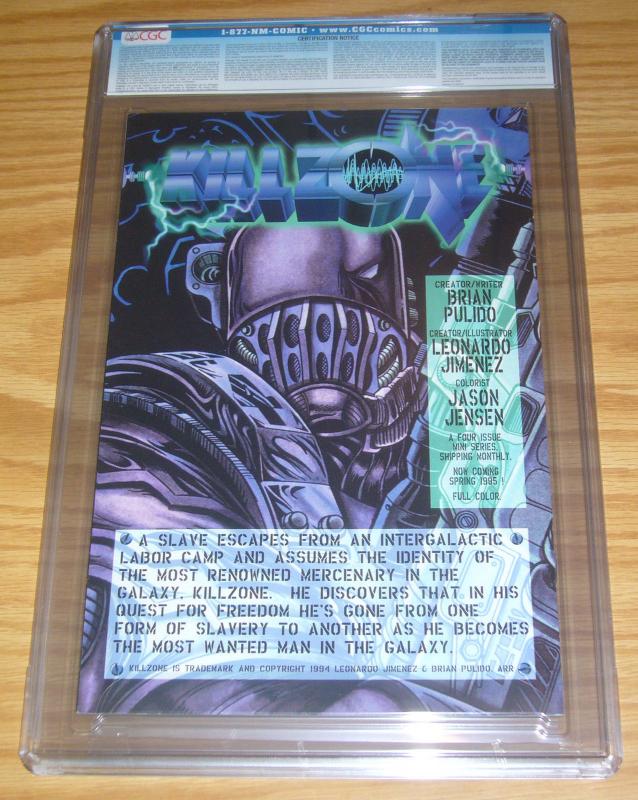 CGC
1-877-NM-COMIC • www.CGCcomics.com
CERTIFICATION NOTICE
KILLZONE
CREATOR/WRITER
BRIAN
PULIDO
CREATOR/ILLUSTRATOR
LEONARDO
JIMENEZ
COLORIST
JASON
JENSEN
A FOUR ISSUE
MINI SERIES.
SHIPPING MONTHLY.
NOW COMING
SPRING 1995 !
FULL COLOR.
A SLAVE ESCAPES FROM AN INTERGALACTIC
LABOR CAMP AND ASSUMES THE IDENTITY OF
THE MOST RENOWNED MERCENARY IN THE
GALAXY, KILLZONE. HE DISCOVERS THAT IN HIS
QUEST FOR FREEDOM HE'S GONE FROM ONE
FORM OF SLAVERY TO ANOTHER AS HE BECOMES
THE MOST WANTED MAN IN THE GALAXY.
KILLZONE IS TRADEMARK AND COPYRIGHT 1994 LEONARDO JIMENEZ & BRIAN PULIDO, ARR